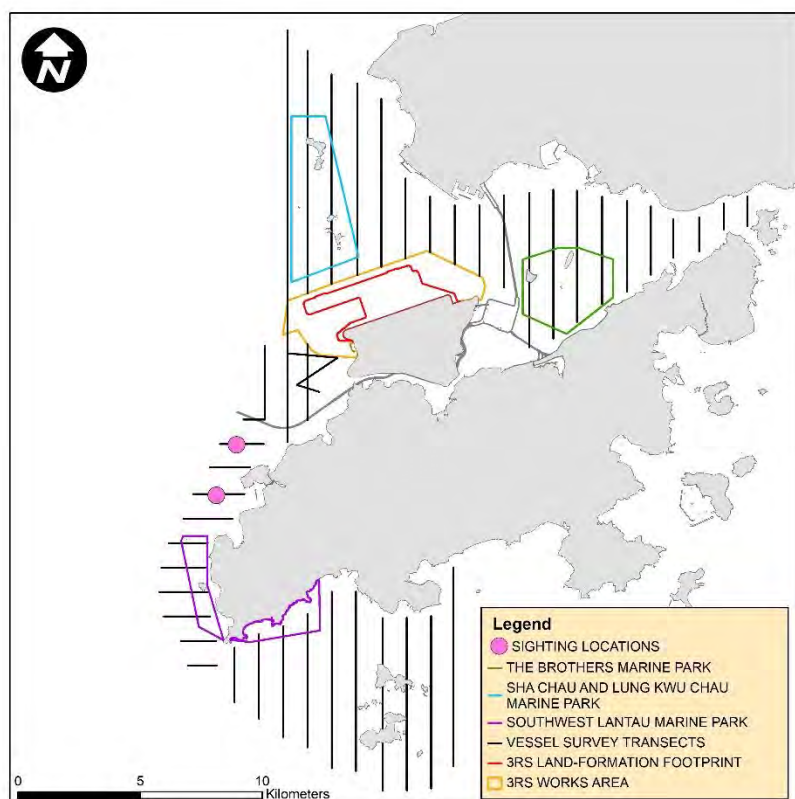 N
Legend
SIGHTING LOCATIONS
THE BROTHERS MARINE PARK
SHA CHAU AND LUNG KWU CHAU
MARINE PARK
SOUTHWEST LANTAU MARINE PARK
VESSEL SURVEY TRANSECTS
3RS LAND-FORMATION FOOTPRINT
3RS WORKS AREA
0 5 10
Kilometers